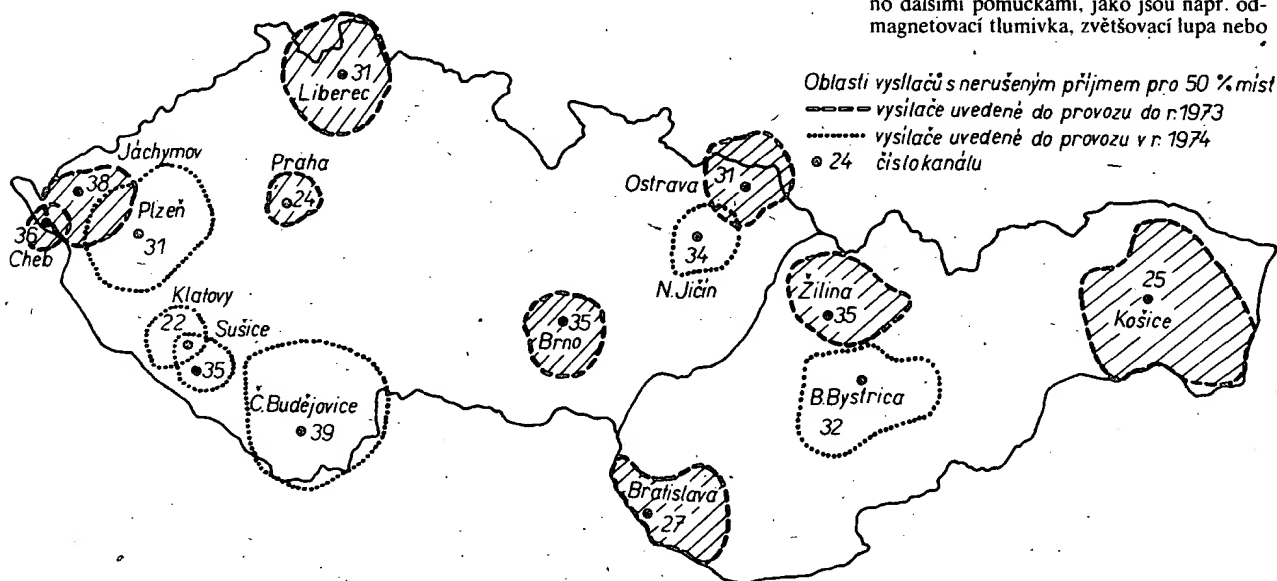 no dalšími pomůckami, jako jsou např. od-
magnetovací tlumivka, zvětšovací lupa nebo
Oblasti vysílačů s nerušeným příjmem pro 50 % míst
vysílače uvedené do provozu do r. 1973
vysílače uvedené do provozu v r. 1974
24 číslo kanálu
31
Liberec
Jáchymov
38
Praha
24
Plzeň
31
36
Cheb
Klatovy
22
Sušice
35
Č. Budějovice
39
Ostrava
31
34
N. Jičín
Brno
35
Žilina
35
B. Bystrica
32
Bratislava
27
25
Košice